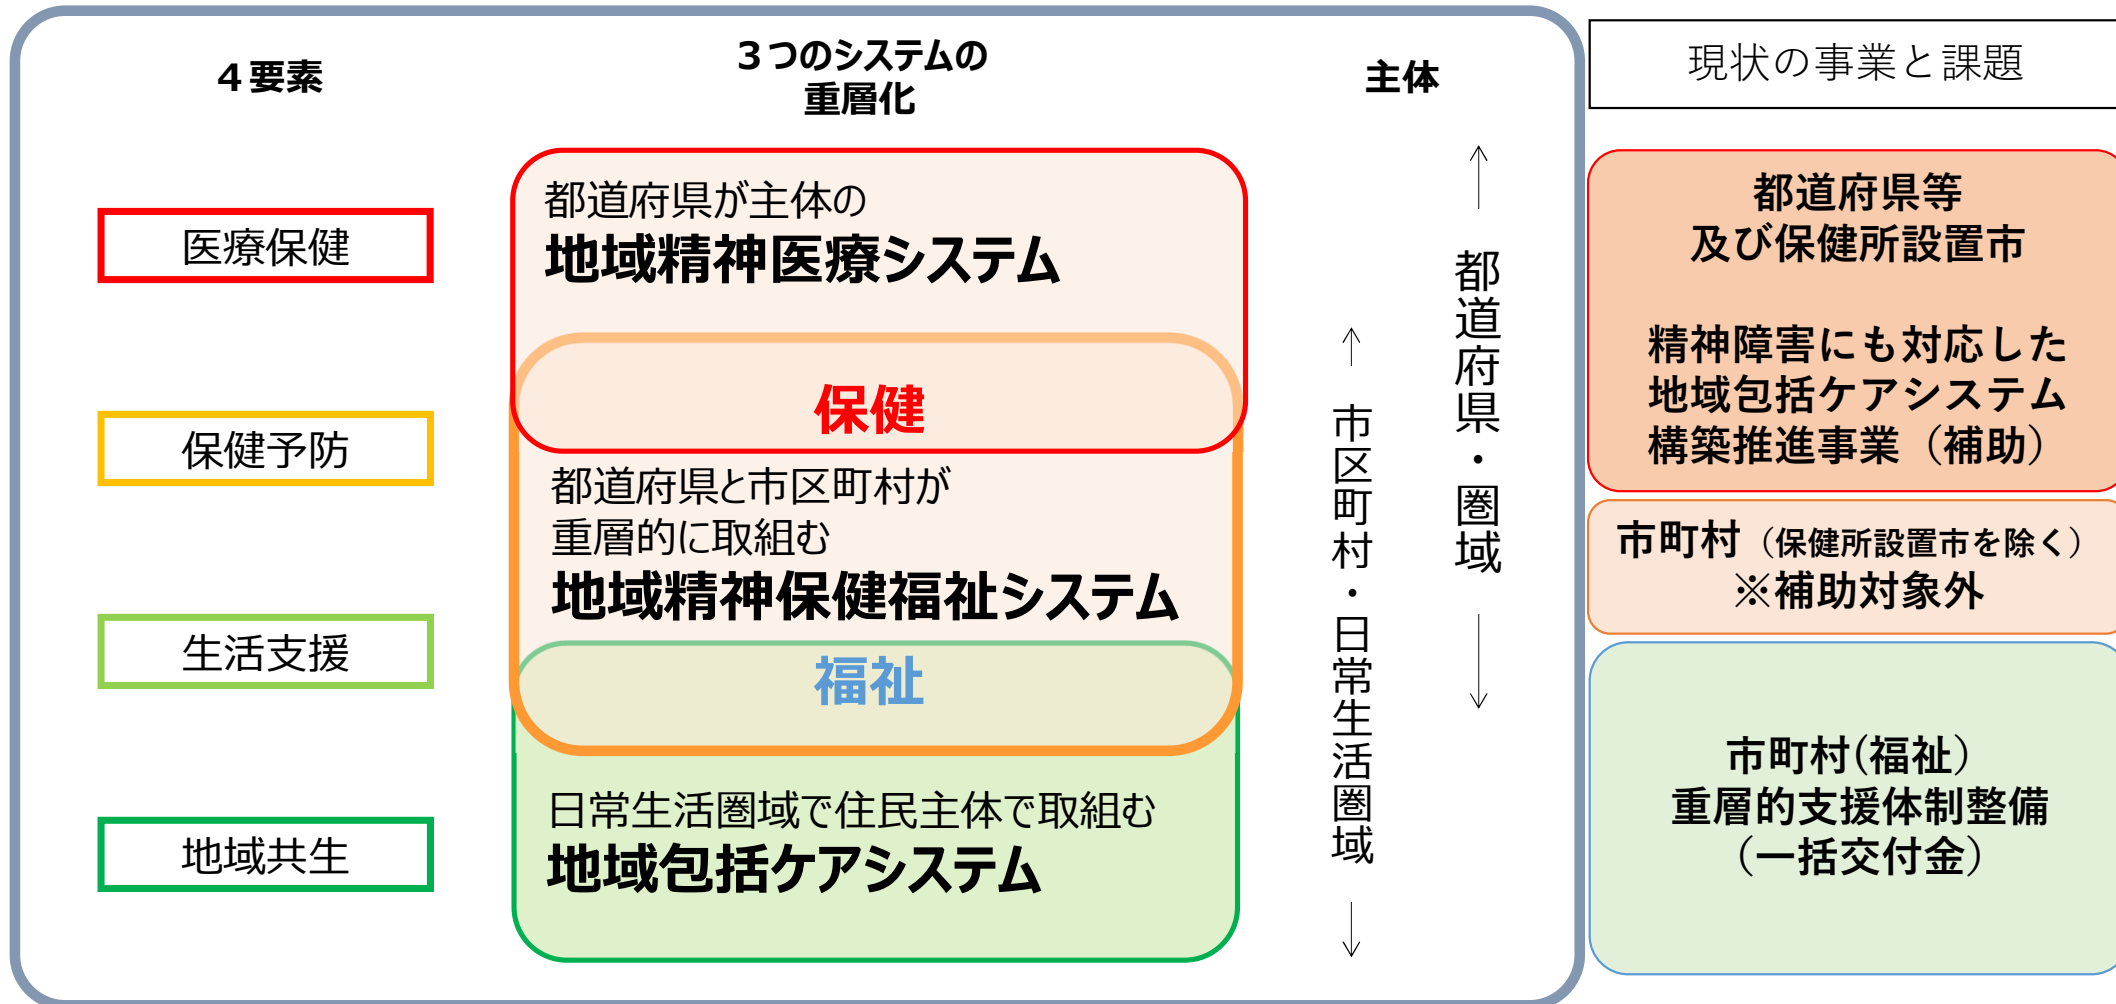 ４要素
３つのシステムの
重層化
主体
現状の事業と課題
医療保健
保健予防
生活支援
地域共生
都道府県が主体の
地域精神医療システム
保健
都道府県と市区町村が
重層的に取組む
地域精神保健福祉システム
福祉
日常生活圏域で住民主体で取組む
地域包括ケアシステム
市区町村・日常生活圏域
都道府県・圏域
都道府県等
及び保健所設置市
精神障害にも対応した
地域包括ケアシステム
構築推進事業（補助）
市町村（保健所設置市を除く）
※補助対象外
市町村(福祉）
重層的支援体制整備
（一括交付金）